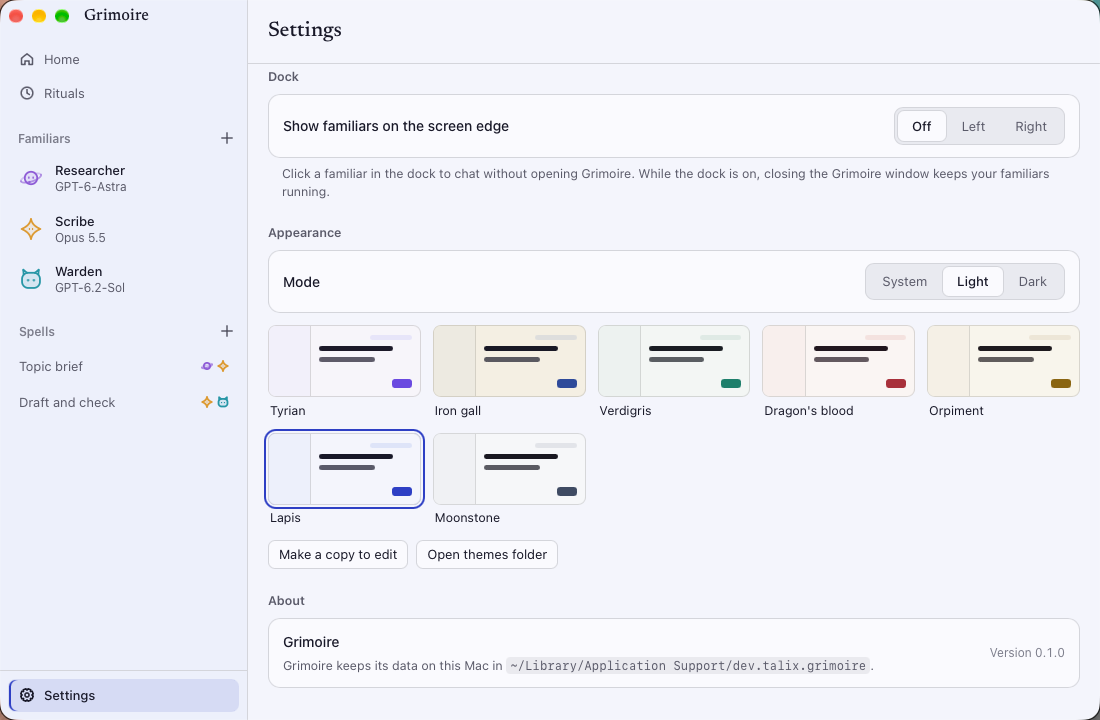 Grimoire
Home
Rituals
Familiars
Researcher
GPT-6-Astra
Scribe
Opus 5.5
Warden
GPT-6.2-Sol
Spells
Topic brief
Draft and check
Settings
Settings
Dock
Show familiars on the screen edge
Off Left Right
Click a familiar in the dock to chat without opening Grimoire. While the dock is on, closing the Grimoire window keeps your familiars
running.
Appearance
Mode
System Light Dark
Tyrian Iron gall Verdigris Dragon's blood Orpiment
Lapis Moonstone
Make a copy to edit Open themes folder
About
Grimoire
Grimoire keeps its data on this Mac in ~/Library/Application Support/dev.talix.grimoire.
Version 0.1.0